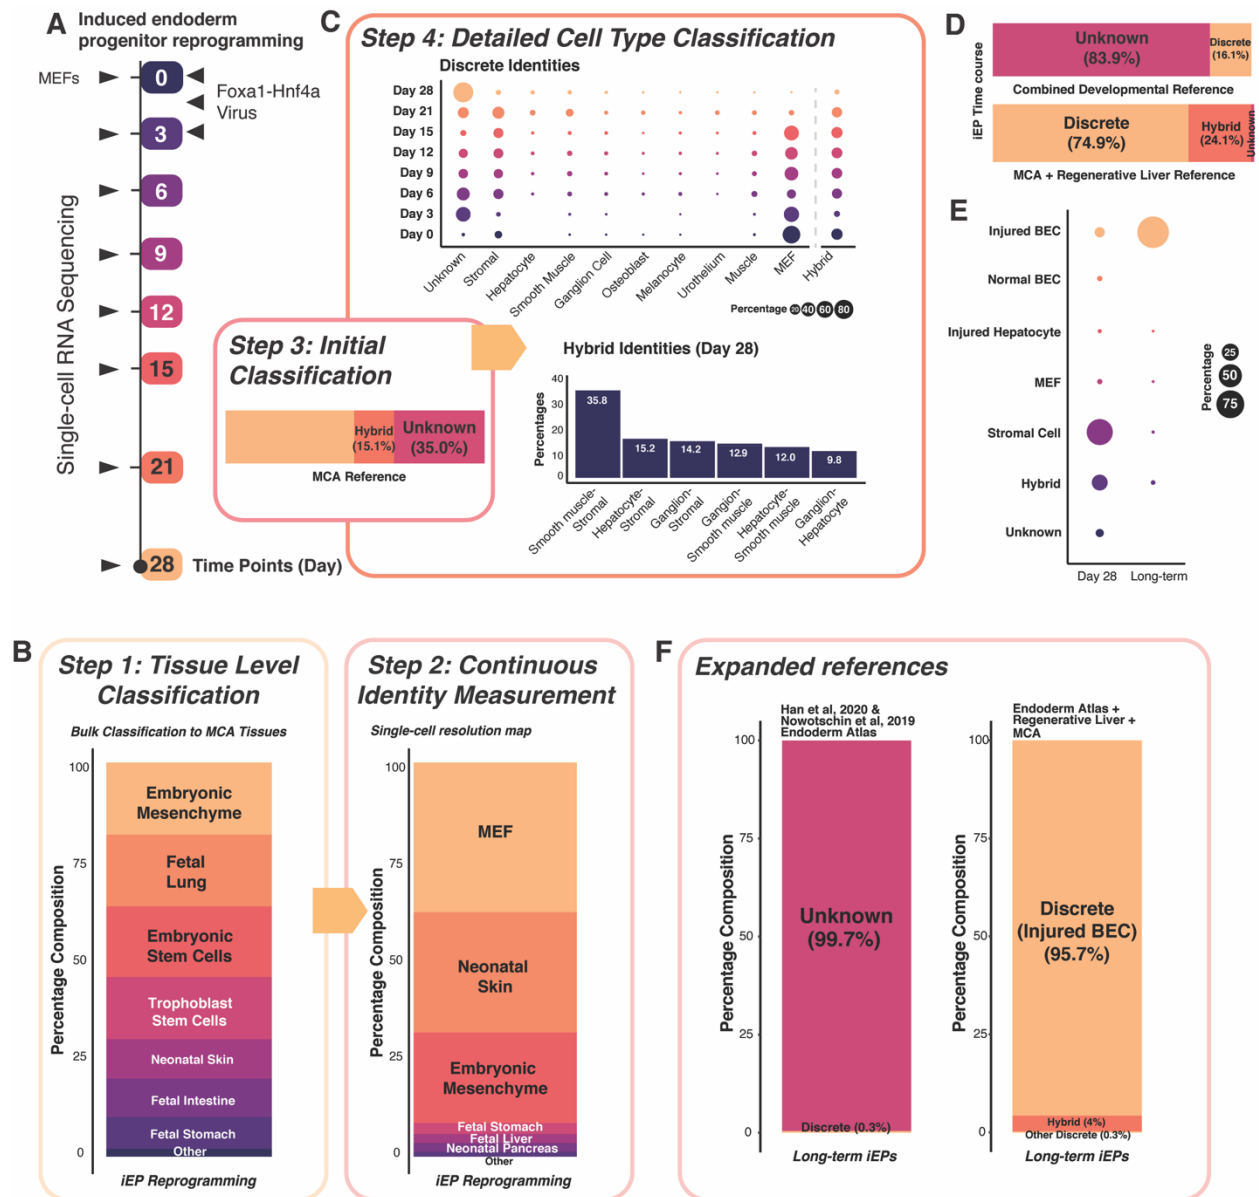 A
Induced endoderm
progenitor reprogramming
MEFs
0
Foxa1-Hnf4a
Virus
3
6
9
12
15
21
28
Time Points (Day)
Single-cell RNA Sequencing
C
Step 4: Detailed Cell Type Classification
Discrete Identities
Day 28
Day 21
Day 15
Day 12
Day 9
Day 6
Day 3
Day 0
Unknown
Stromal
Hepatocyte
Smooth Muscle
Ganglion Cell
Osteoblast
Melanocyte
Urothelium
Muscle
MEF
Hybrid
Percentage 20 40 60 80
Step 3: Initial
Classification
Hybrid
(15.1%)
Unknown
(35.0%)
MCA Reference
Hybrid Identities (Day 28)
Percentages
40
30
20
10
0
35.8
15.2
14.2
12.9
12.0
9.8
Smooth muscle-
Stromal
Hepatocyte-
Stromal
Ganglion-
Stromal
Ganglion-
Smooth muscle
Hepatocyte-
Smooth muscle
Ganglion-
Hepatocyte
D
iEP Time course
Unknown
(83.9%)
Discrete
(16.1%)
Combined Developmental Reference
Discrete
(74.9%)
Hybrid
(24.1%)
Unknown
MCA + Regenerative Liver Reference
E
Injured BEC
Normal BEC
Injured Hepatocyte
MEF
Stromal Cell
Hybrid
Unknown
Day 28
Long-term
Percentage
25
50
75
B
Step 1: Tissue Level
Classification
Bulk Classification to MCA Tissues
Percentage Composition
100
75
50
25
0
Embryonic
Mesenchyme
Fetal
Lung
Embryonic
Stem Cells
Trophoblast
Stem Cells
Neonatal Skin
Fetal Intestine
Fetal Stomach
Other
iEP Reprogramming
Step 2: Continuous
Identity Measurement
Single-cell resolution map
Percentage Composition
100
75
50
25
0
MEF
Neonatal
Skin
Embryonic
Mesenchyme
Fetal Stomach
Fetal Liver
Neonatal Pancreas
Other
iEP Reprogramming
F
Expanded references
Han et al, 2020 &
Nowotschin et al, 2019
Endoderm Atlas
Percentage Composition
100
75
50
25
0
Unknown
(99.7%)
Discrete (0.3%)
Long-term iEPs
Endoderm Atlas +
Regenerative Liver +
MCA
Percentage Composition
100
75
50
25
0
Discrete
(Injured BEC)
(95.7%)
Hybrid (4%)
Other Discrete (0.3%)
Long-term iEPs